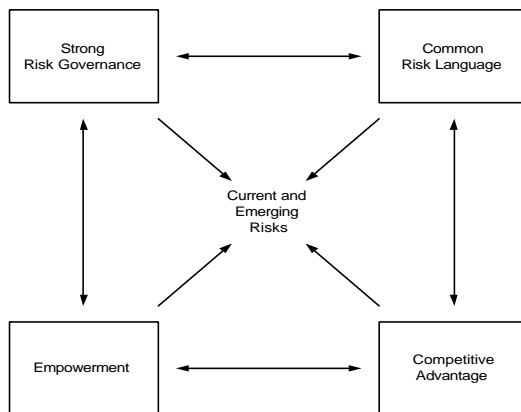 Strong
Risk Governance
Common
Risk Language
Current and
Emerging
Risks
Empowerment
Competitive
Advantage